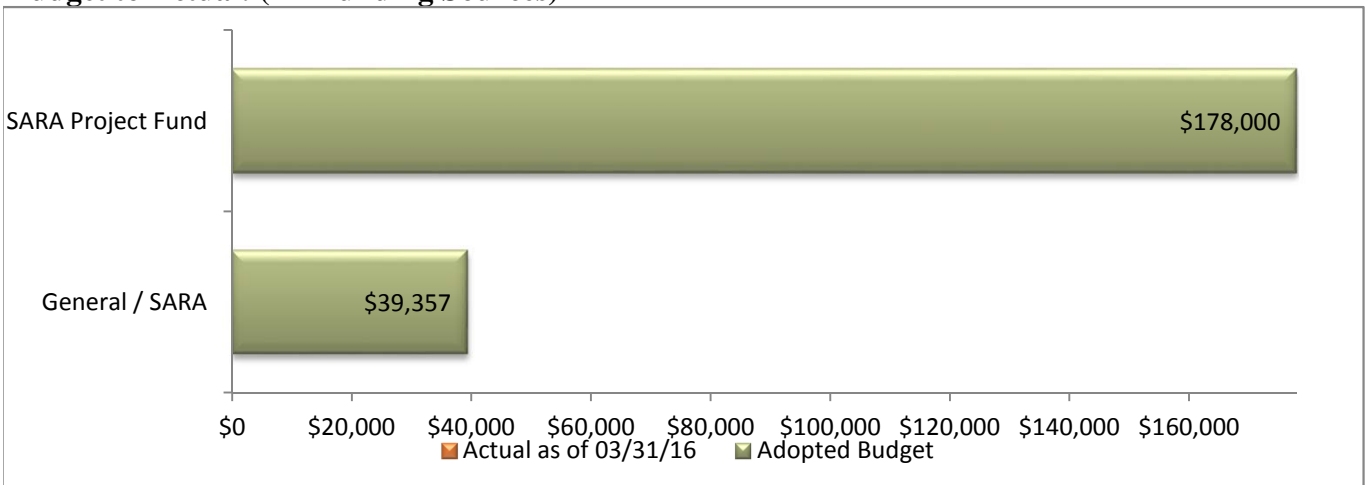 SARA Project Fund
$178,000
General / SARA
$39,357
$0 $20,000 $40,000 $60,000 $80,000 $100,000 $120,000 $140,000 $160,000
Actual as of 03/31/16 Adopted Budget